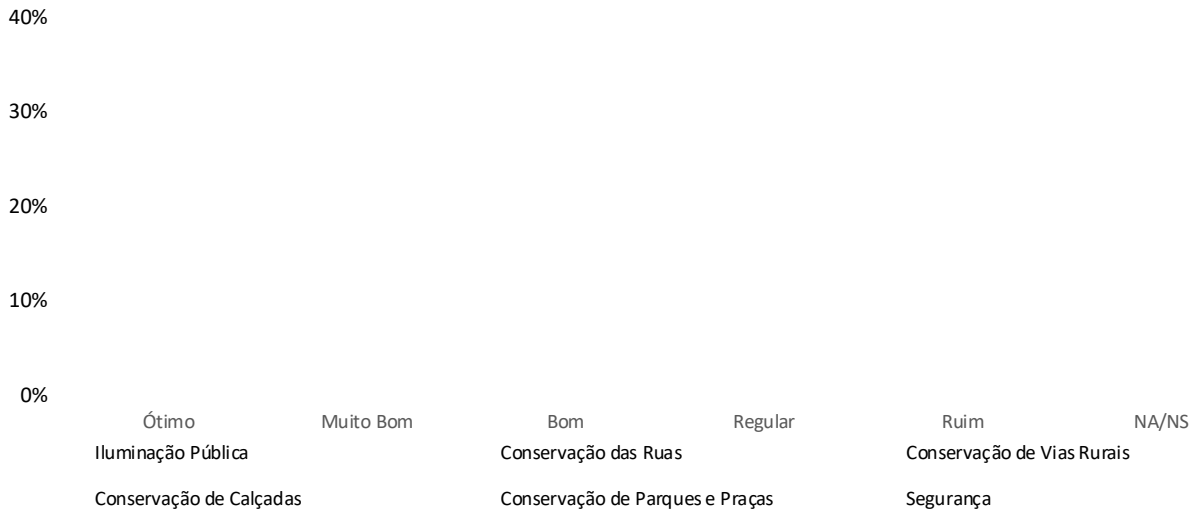 40%
30%
20%
10%
0%
Ótimo Muito Bom Bom Regular Ruim NA/NS
Iluminação Pública Conservação das Ruas Conservação de Vias Rurais
Conservação de Calçadas Conservação de Parques e Praças Segurança